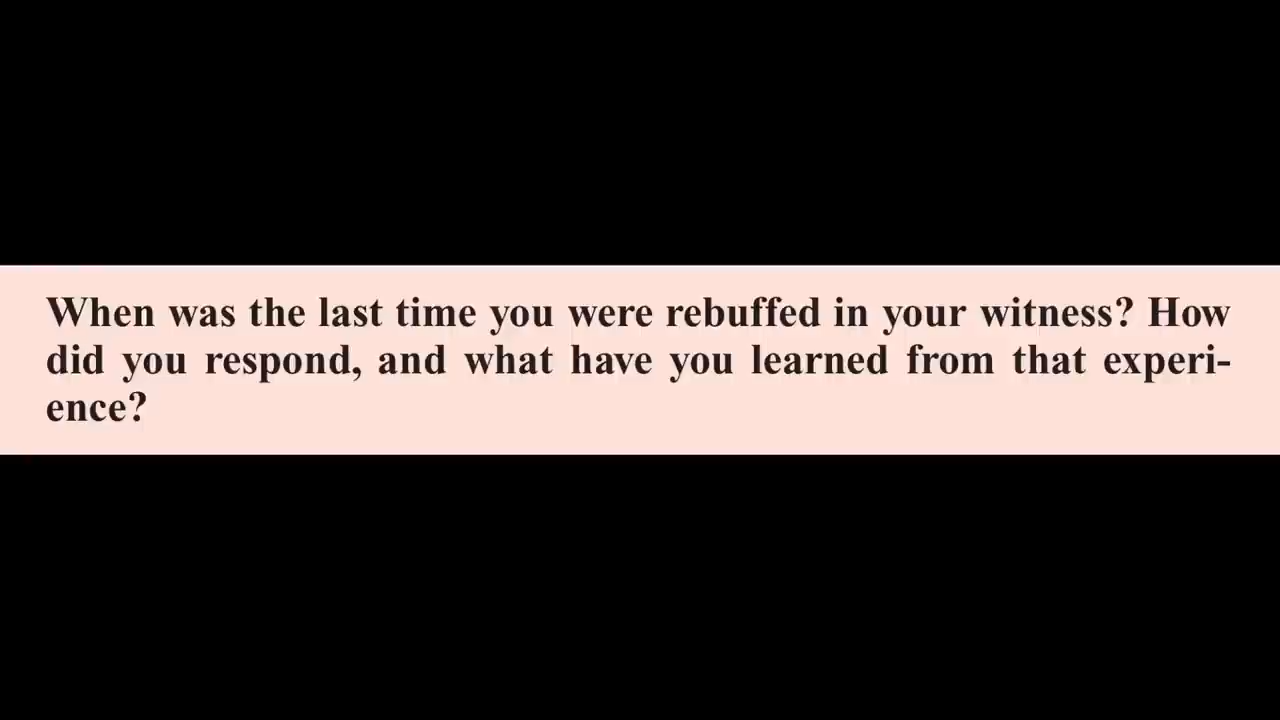 When was the last time you were rebuffed in your witness? How
did you respond, and what have you learned from that experi-
ence?